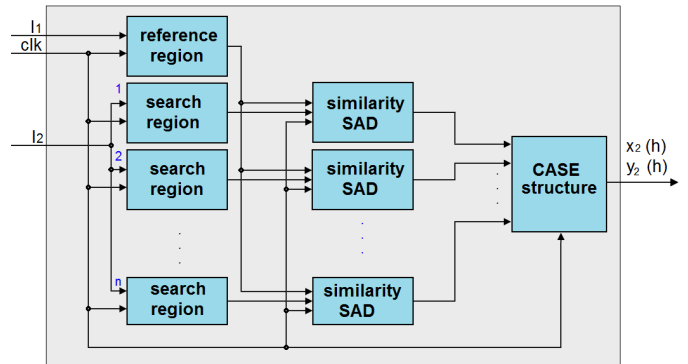 I1
clk
reference
region
1
search
region
similarity
SAD
I2
2
search
region
similarity
SAD
CASE
structure
x2 (h)
y2 (h)
n
search
region
similarity
SAD